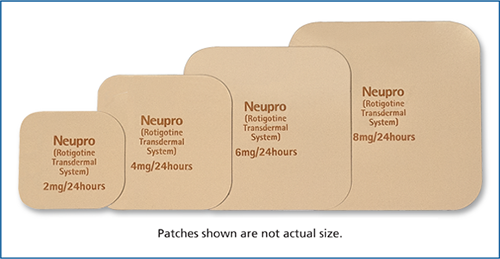 Neupro
(Rotigotine
Transdermal
System)
2mg/24hours
Neupro
(Rotigotine
Transdermal
System)
4mg/24hours
Neupro
(Rotigotine
Transdermal
System)
6mg/24hours
Neupro
(Rotigotine
Transdermal
System)
8mg/24hours
Patches shown are not actual size.